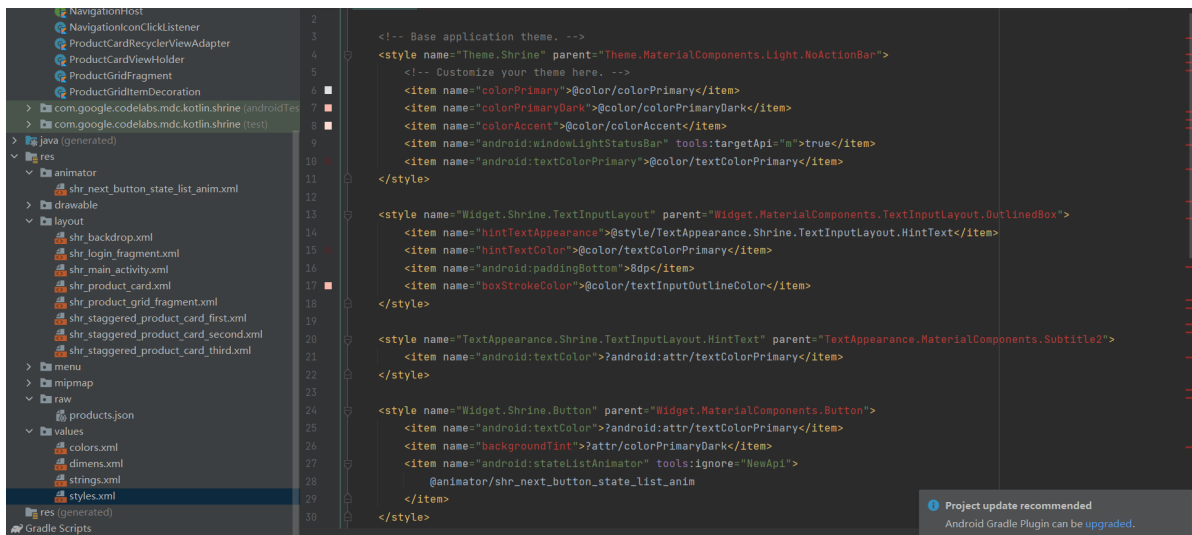 NavigationHost
NavigationIconClickListener
ProductCardRecyclerViewAdapter
ProductCardViewHolder
ProductGridFragment
ProductGridItemDecoration
com.google.codelabs.mdc.kotlin.shrine (androidTes
com.google.codelabs.mdc.kotlin.shrine (test)
java (generated)
res
animator
shr_next_button_state_list_anim.xml
drawable
layout
shr_backdrop.xml
shr_login_fragment.xml
shr_main_activity.xml
shr_product_card.xml
shr_product_grid_fragment.xml
shr_staggered_product_card_first.xml
shr_staggered_product_card_second.xml
shr_staggered_product_card_third.xml
menu
mipmap
raw
products.json
values
colors.xml
dimens.xml
strings.xml
styles.xml
res (generated)
Gradle Scripts
2
3 <!-- Base application theme. -->
4 <style name="Theme.Shrine" parent="Theme.MaterialComponents.Light.NoActionBar">
5 <!-- Customize your theme here. -->
6 <item name="colorPrimary">@color/colorPrimary</item>
7 <item name="colorPrimaryDark">@color/colorPrimaryDark</item>
8 <item name="colorAccent">@color/colorAccent</item>
9 <item name="android:windowLightStatusBar" tools:targetApi="m">true</item>
10 <item name="android:textColorPrimary">@color/textColorPrimary</item>
11 </style>
12
13 <style name="Widget.Shrine.TextInputLayout" parent="Widget.MaterialComponents.TextInputLayout.OutlinedBox">
14 <item name="hintTextAppearance">@style/TextAppearance.Shrine.TextInputLayout.HintText</item>
15 <item name="hintTextColor">@color/textColorPrimary</item>
16 <item name="android:paddingBottom">8dp</item>
17 <item name="boxStrokeColor">@color/textInputOutlineColor</item>
18 </style>
19
20 <style name="TextAppearance.Shrine.TextInputLayout.HintText" parent="TextAppearance.MaterialComponents.Subtitle2">
21 <item name="android:textColor">?android:attr/textColorPrimary</item>
22 </style>
23
24 <style name="Widget.Shrine.Button" parent="Widget.MaterialComponents.Button">
25 <item name="android:textColor">?android:attr/textColorPrimary</item>
26 <item name="backgroundTint">?attr/colorPrimaryDark</item>
27 <item name="android:stateListAnimator" tools:ignore="NewApi">
28 @animator/shr_next_button_state_list_anim
29 </item>
30 </style>
Project update recommended
Android Gradle Plugin can be upgraded.